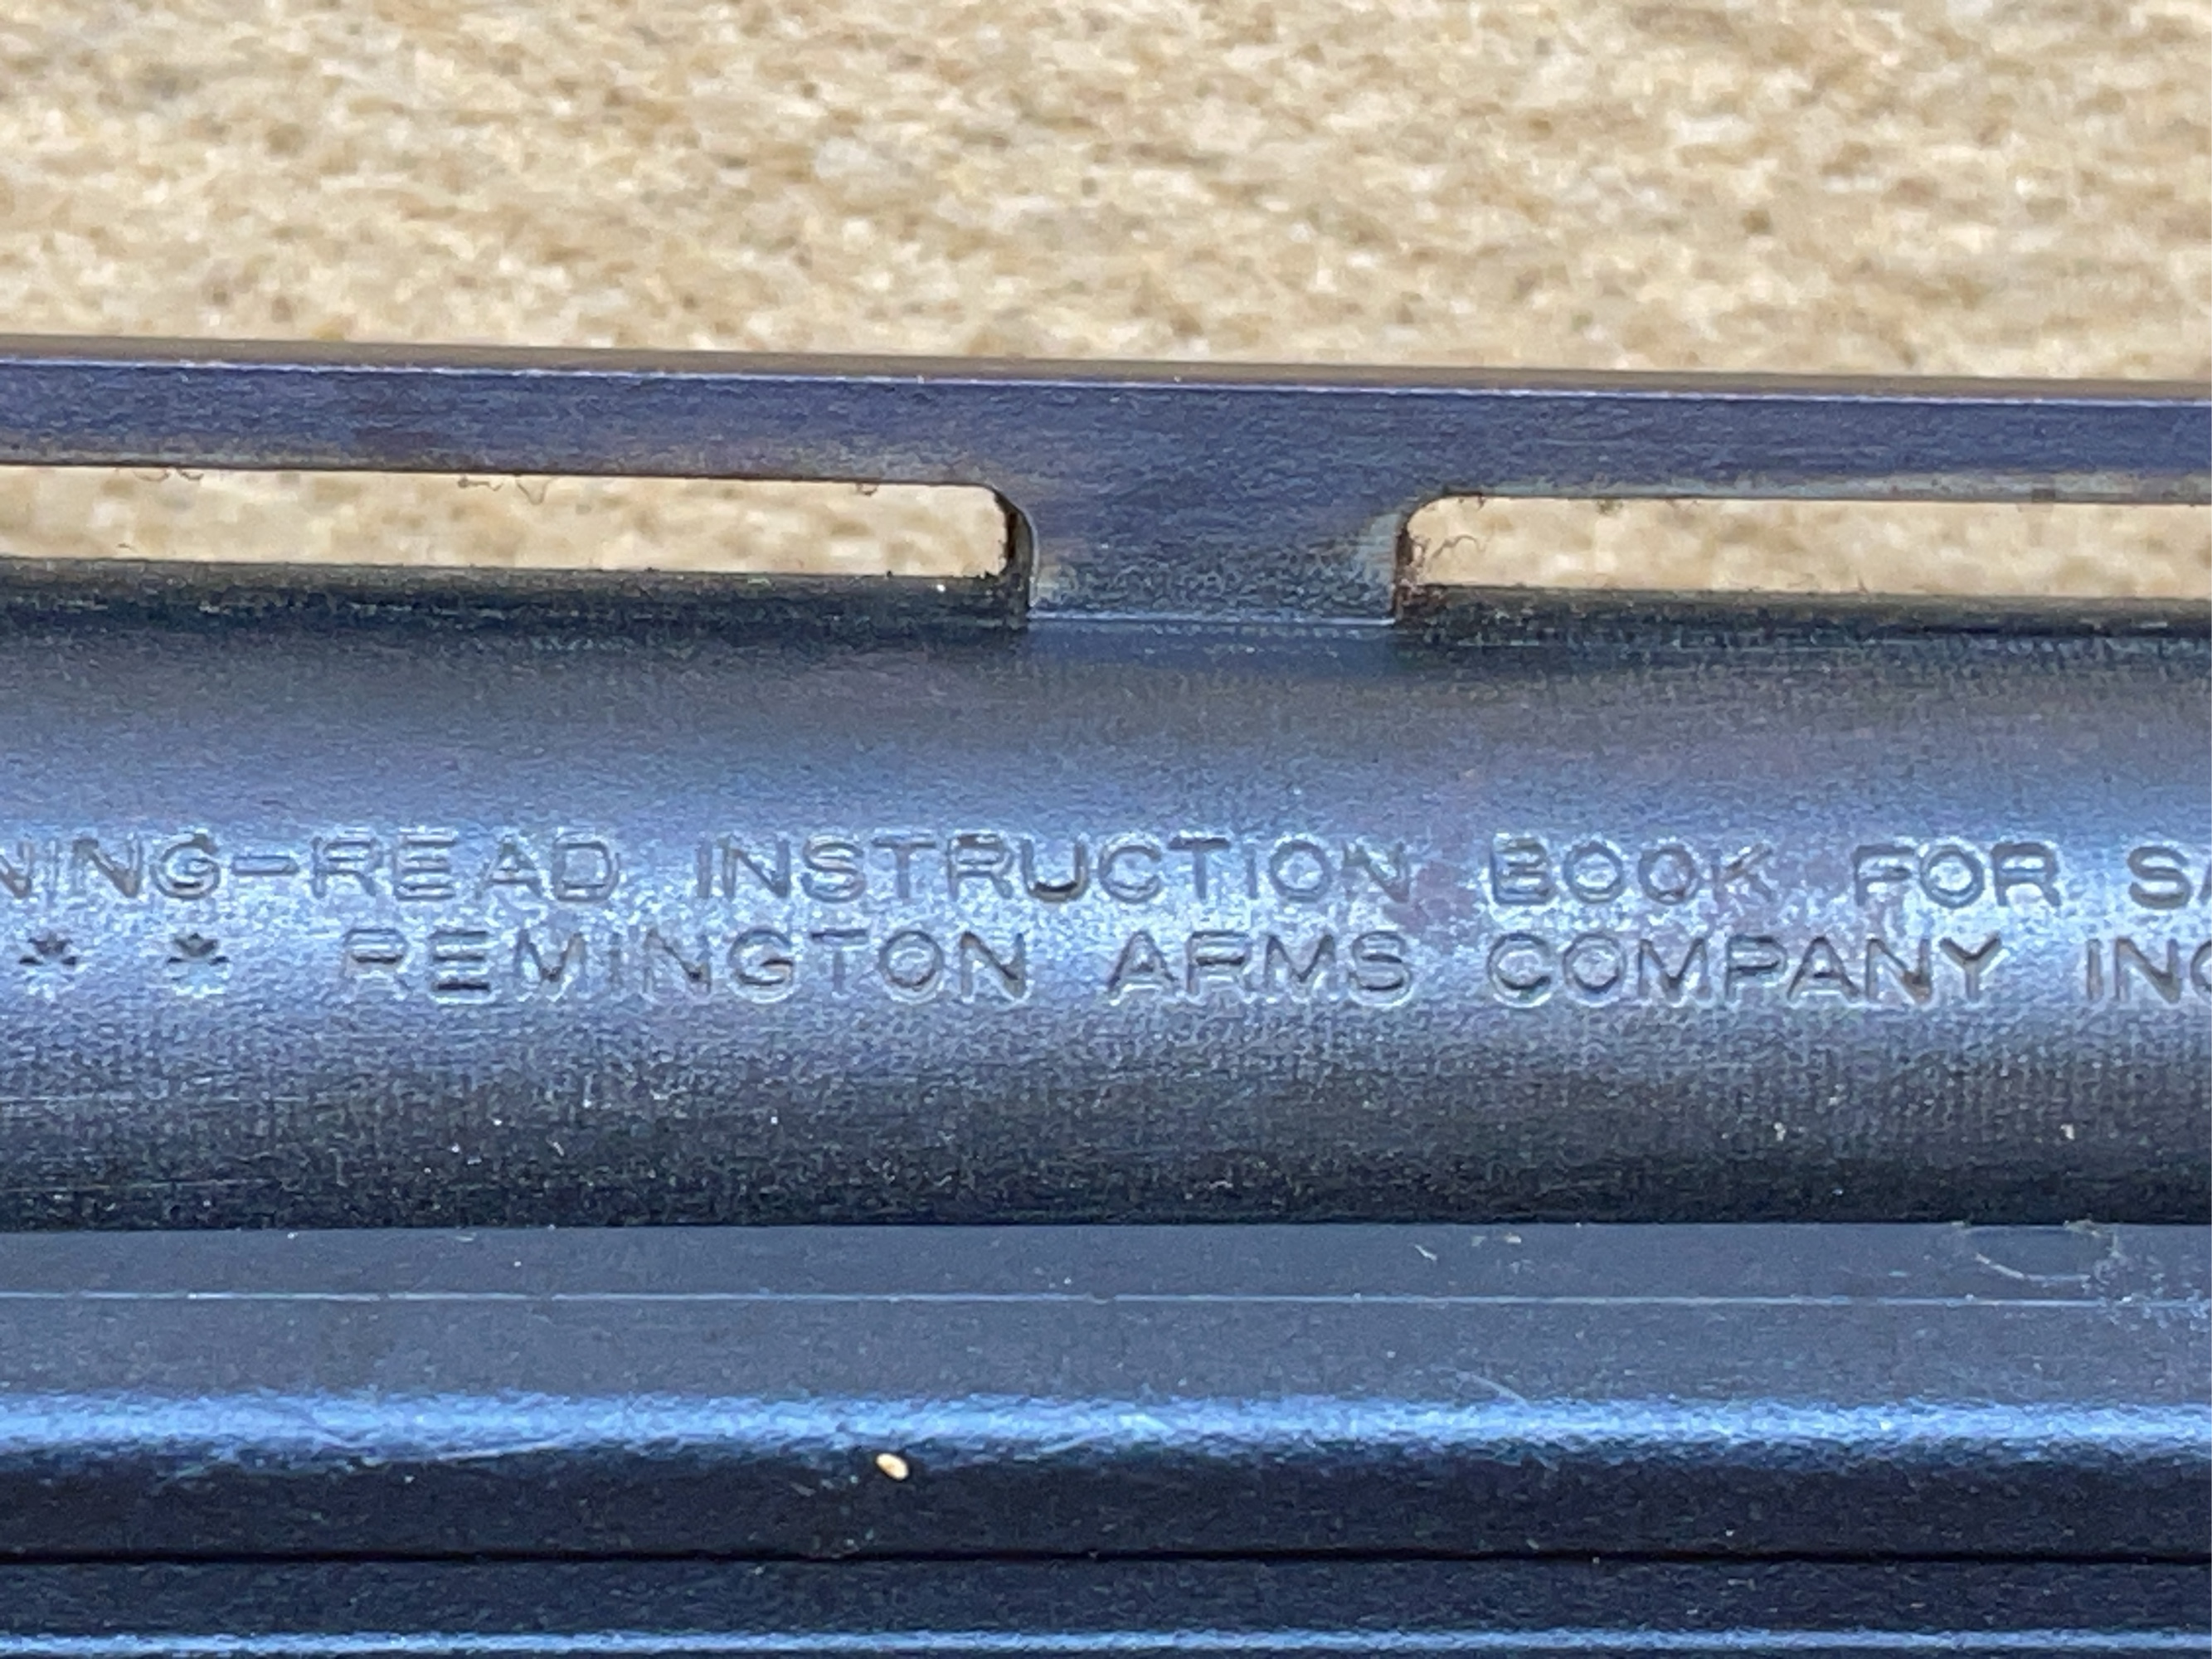 NING-READ INSTRUCTION BOOK FOR SA
* * REMINGTON ARMS COMPANY INC